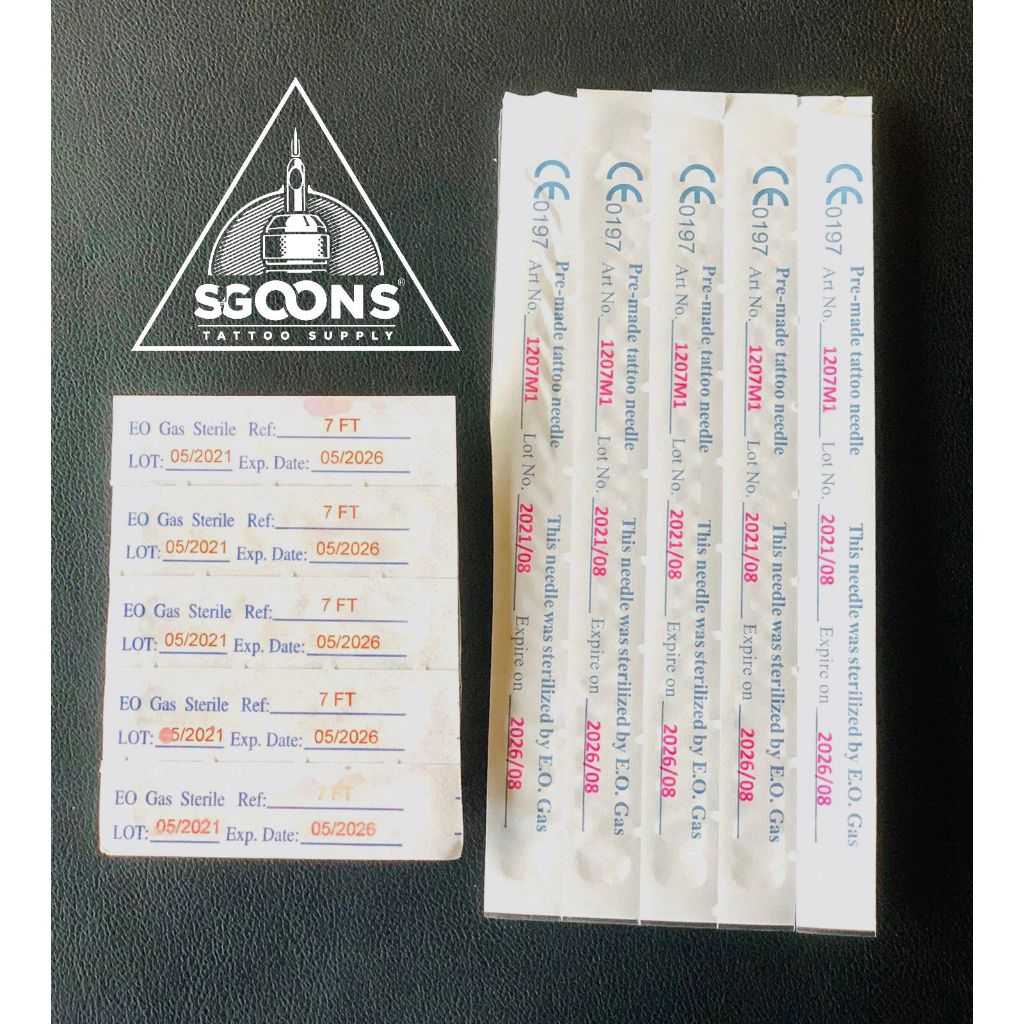 SGOONS®
TATTOO SUPPLY
EO Gas Sterile Ref: 7 FT
LOT: 05/2021 Exp. Date: 05/2026
EO Gas Sterile Ref: 7 FT
LOT: 05/2021 Exp. Date: 05/2026
EO Gas Sterile Ref: 7 FT
LOT: 05/2021 Exp. Date: 05/2026
EO Gas Sterile Ref: 7 FT
LOT: 05/2021 Exp. Date: 05/2026
EO Gas Sterile Ref: 7 FT
LOT: 05/2021 Exp. Date: 05/2026
Pre-made tattoo needle This needle was sterilized by E.O. Gas
CE0197 Art No. 1207M1 Lot No. 2021/08 Expire on 2026/08
Pre-made tattoo needle This needle was sterilized by E.O. Gas
CE0197 Art No. 1207M1 Lot No. 2021/08 Expire on 2026/08
Pre-made tattoo needle This needle was sterilized by E.O. Gas
CE0197 Art No. 1207M1 Lot No. 2021/08 Expire on 2026/08
Pre-made tattoo needle This needle was sterilized by E.O. Gas
CE0197 Art No. 1207M1 Lot No. 2021/08 Expire on 2026/08
Pre-made tattoo needle This needle was sterilized by E.O. Gas
CE0197 Art No. 1207M1 Lot No. 2021/08 Expire on 2026/08